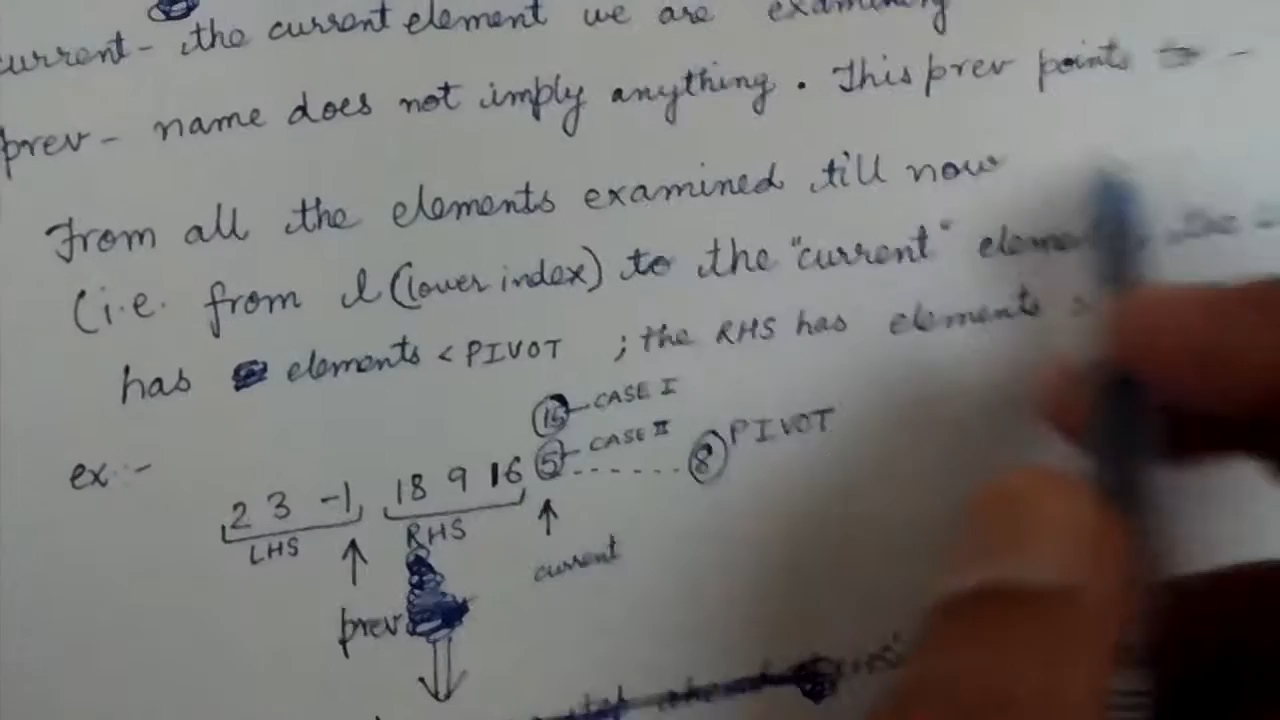 current - the current element we are examining
prev - name does not imply anything. This prev points -
From all the elements examined till now
(i.e. from l (lower index) to the "current"
has elements < PIVOT ; the RHS has elements
CASE I
ex :- 2 3 -1 18 9 16 5 CASE II ...... 8 PIVOT
LHS RHS
prev current